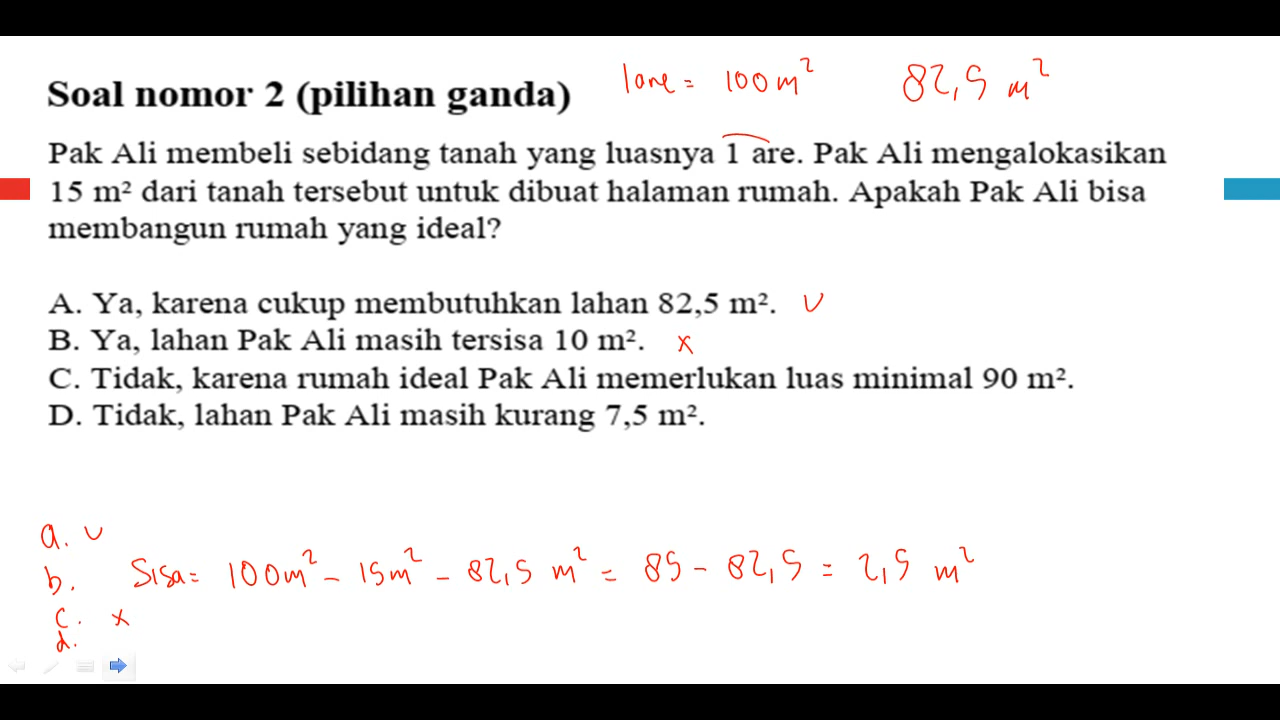 1are = 100 m² 82,5 m²
Soal nomor 2 (pilihan ganda)
Pak Ali membeli sebidang tanah yang luasnya 1 are. Pak Ali mengalokasikan
15 m² dari tanah tersebut untuk dibuat halaman rumah. Apakah Pak Ali bisa
membangun rumah yang ideal?
A. Ya, karena cukup membutuhkan lahan 82,5 m². v
B. Ya, lahan Pak Ali masih tersisa 10 m². x
C. Tidak, karena rumah ideal Pak Ali memerlukan luas minimal 90 m².
D. Tidak, lahan Pak Ali masih kurang 7,5 m².
a. v
b. Sisa = 100m² - 15m² - 82,5 m² = 85 - 82,5 = 2,5 m²
c. x
d.